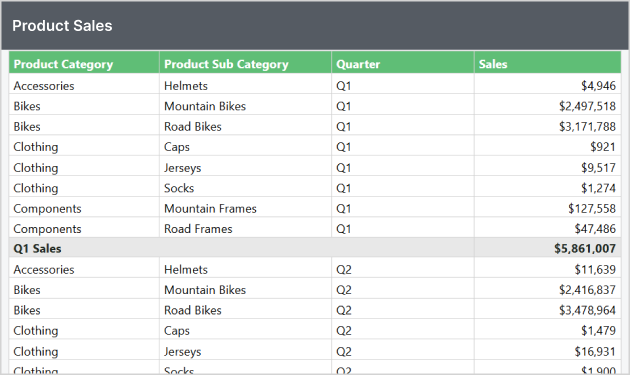 Product Sales
Product Category Product Sub Category Quarter Sales
Accessories Helmets Q1 $4,946
Bikes Mountain Bikes Q1 $2,497,518
Bikes Road Bikes Q1 $3,171,788
Clothing Caps Q1 $921
Clothing Jerseys Q1 $9,517
Clothing Socks Q1 $1,274
Components Mountain Frames Q1 $127,558
Components Road Frames Q1 $47,486
Q1 Sales $5,861,007
Accessories Helmets Q2 $11,639
Bikes Mountain Bikes Q2 $2,416,837
Bikes Road Bikes Q2 $3,478,964
Clothing Caps Q2 $1,479
Clothing Jerseys Q2 $16,931
Clothing Socks Q2 $1,900